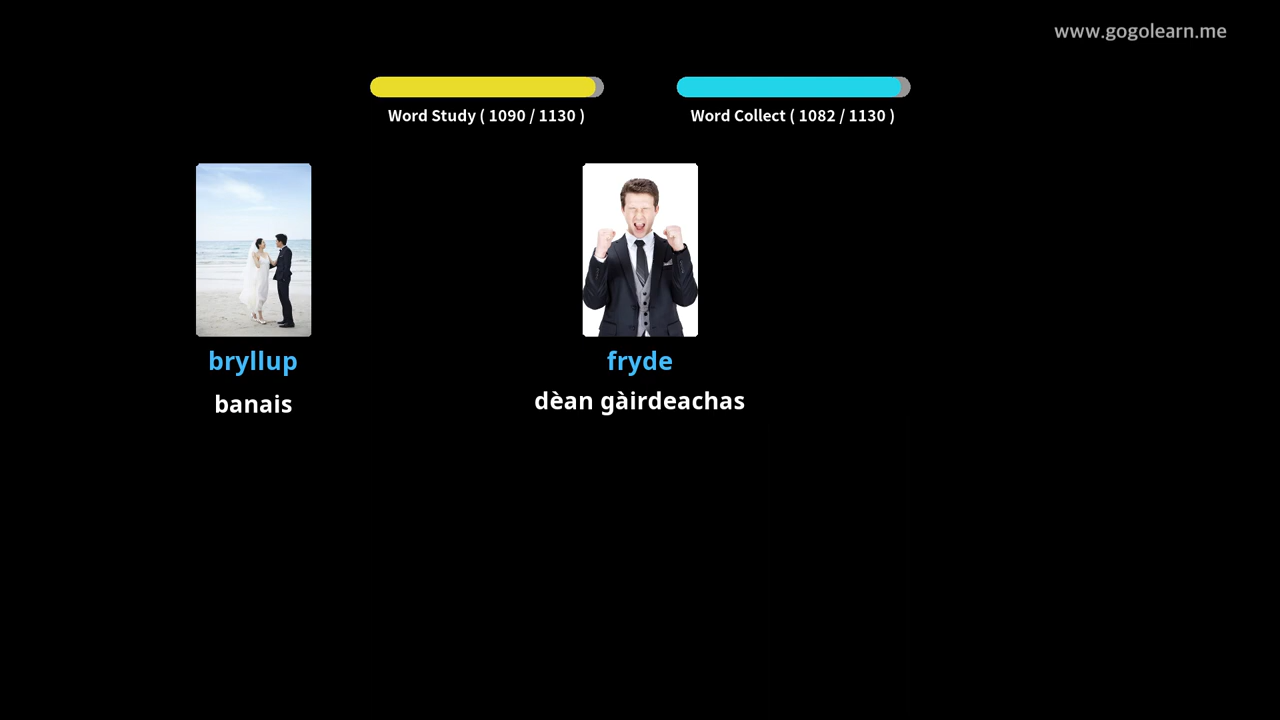 www.gogolearn.me
Word Study ( 1090 / 1130 )
Word Collect ( 1082 / 1130 )
bryllup
fryde
banais
dèan gàirdeachas